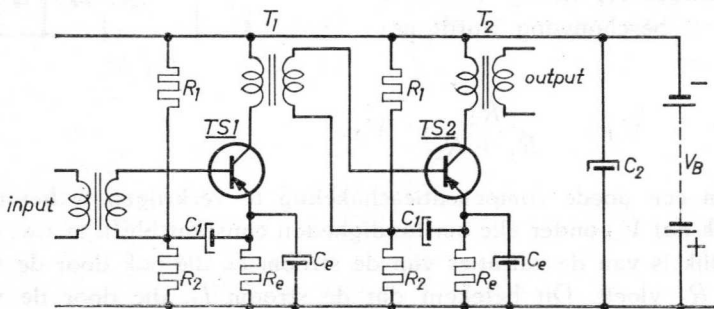 T1
T2
R1
R1
output
TS1
TS2
−
C2
VB
input
C1
C1
+
R2
Re
Ce
R2
Re
Ce